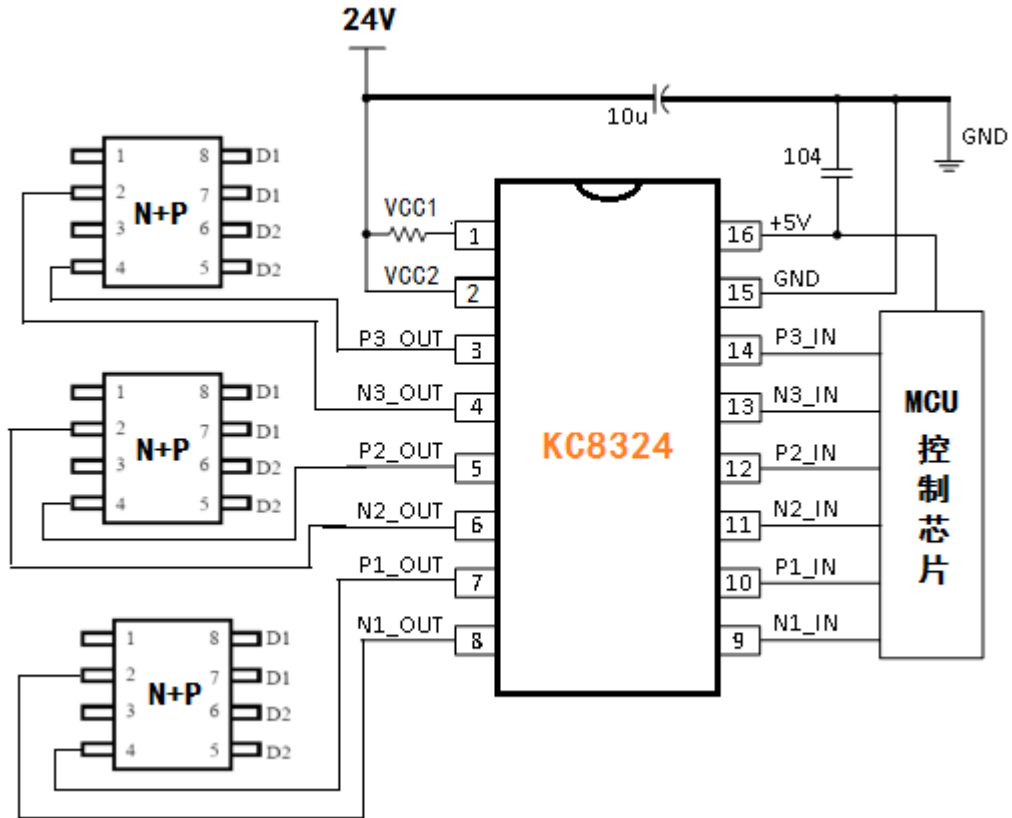 24V
10u
GND
104
VCC1
VCC2
+5V
GND
KC8324
1
2
3
4
5
6
7
8
16
15
14
13
12
11
10
9
P3_OUT
N3_OUT
P2_OUT
N2_OUT
P1_OUT
N1_OUT
P3_IN
N3_IN
P2_IN
N2_IN
P1_IN
N1_IN
MCU
控
制
芯
片
N+P
1 8 D1
2 7 D1
3 6 D2
4 5 D2
N+P
1 8 D1
2 7 D1
3 6 D2
4 5 D2
N+P
1 8 D1
2 7 D1
3 6 D2
4 5 D2